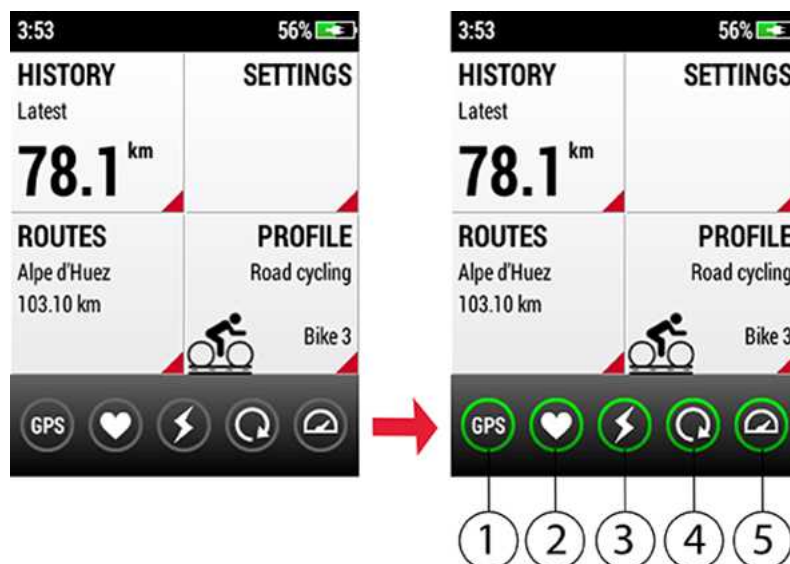 3:53 56%
HISTORY SETTINGS
Latest
78.1 km
ROUTES PROFILE
Alpe d'Huez Road cycling
103.10 km
Bike 3
GPS
3:53 56%
HISTORY SETTINGS
Latest
78.1 km
ROUTES PROFILE
Alpe d'Huez Road cycling
103.10 km
Bike 3
GPS
1 2 3 4 5